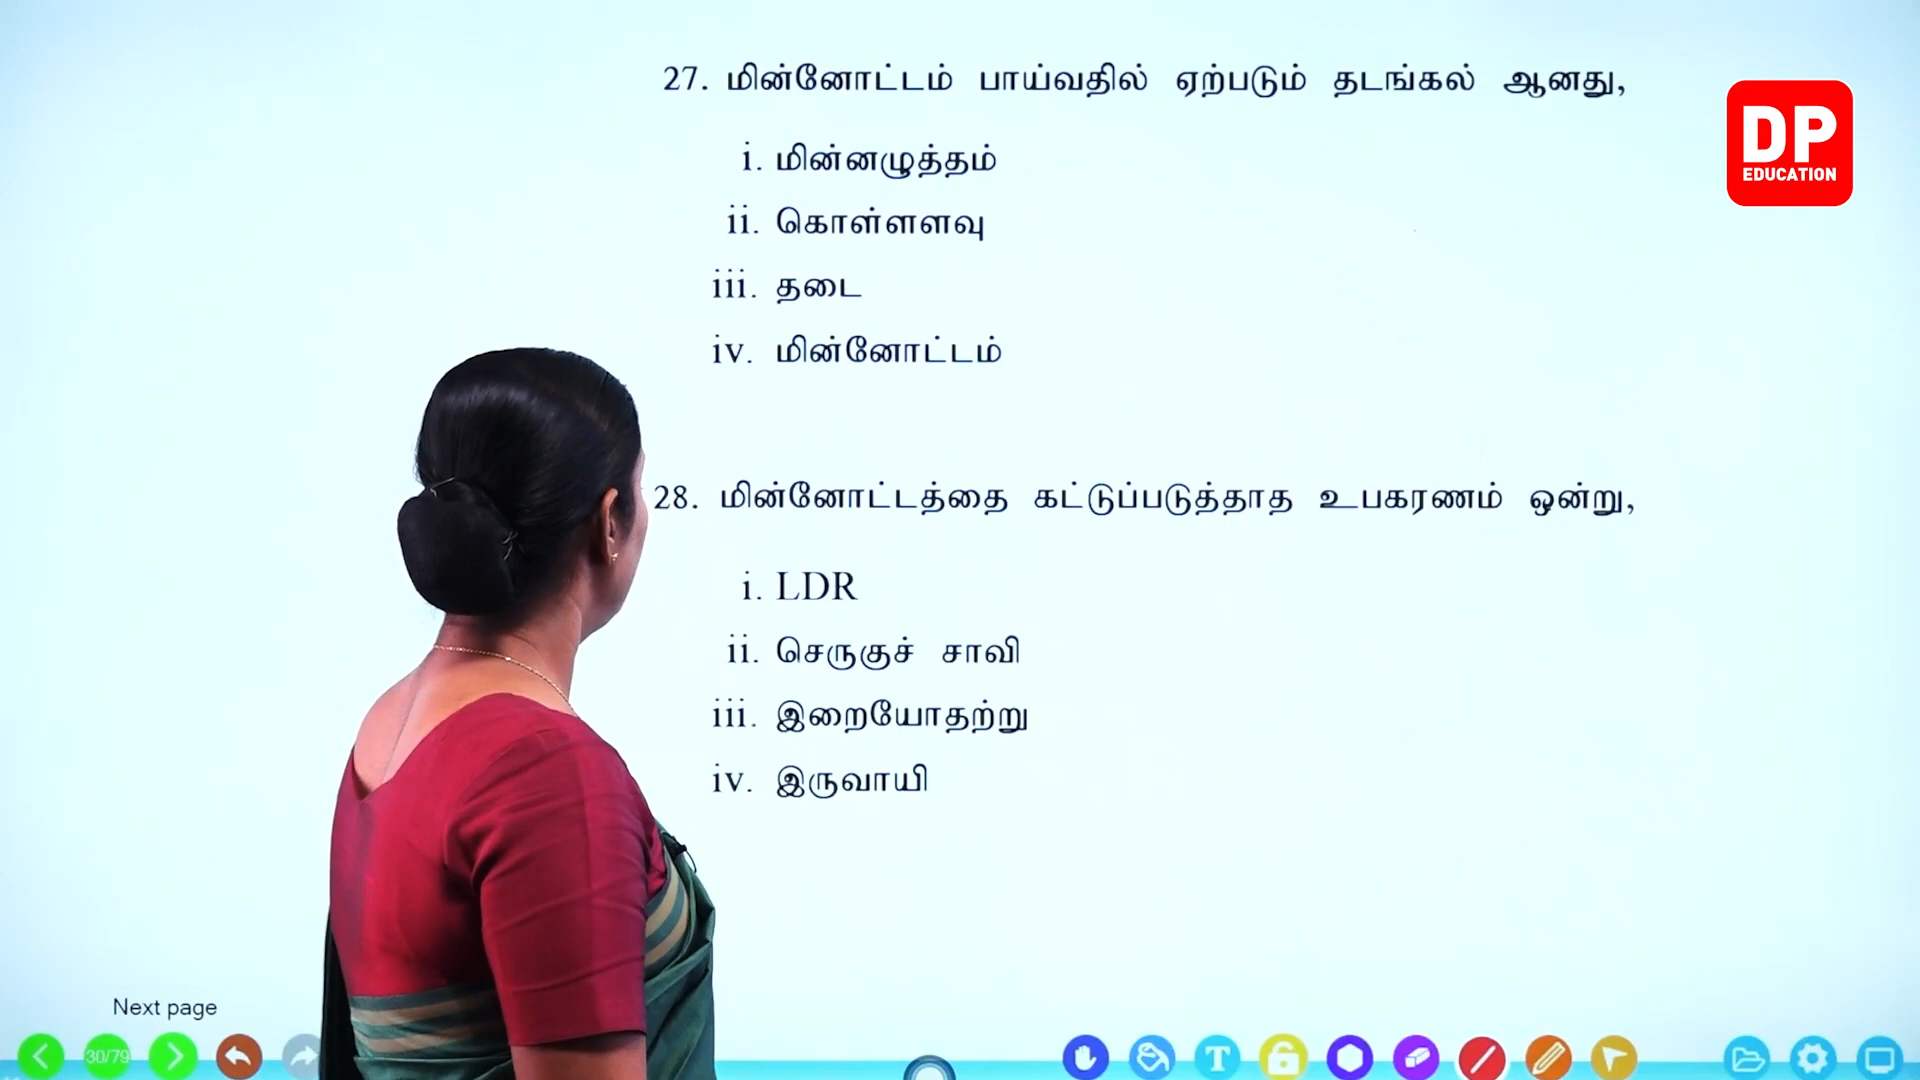 27. மின்னோட்டம் பாய்வதில் ஏற்படும் தடங்கல் ஆனது,
i. மின்னழுத்தம்
ii. கொள்ளளவு
iii. தடை
iv. மின்னோட்டம்
28. மின்னோட்டத்தை கட்டுப்படுத்தாத உபகரணம் ஒன்று,
i. LDR
ii. செருகுச் சாவி
iii. இறையோதற்று
iv. இருவாயி
DP
EDUCATION
Next page
30/79
T